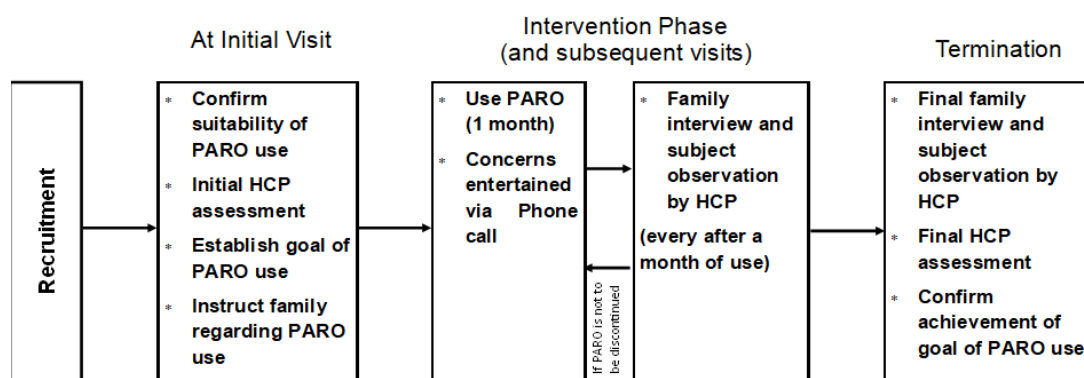 At Initial Visit
Intervention Phase
(and subsequent visits)
Termination
Recruitment
* Confirm
suitability of
PARO use
* Initial HCP
assessment
* Establish goal of
PARO use
* Instruct family
regarding PARO
use
* Use PARO
(1 month)
* Concerns
entertained
via Phone
call
If PARO is not to
be discontinued
* Family
interview and
subject
observation
by HCP
(every after a
month of use)
* Final family
interview and
subject
observation by
HCP
* Final HCP
assessment
* Confirm
achievement of
goal of PARO use